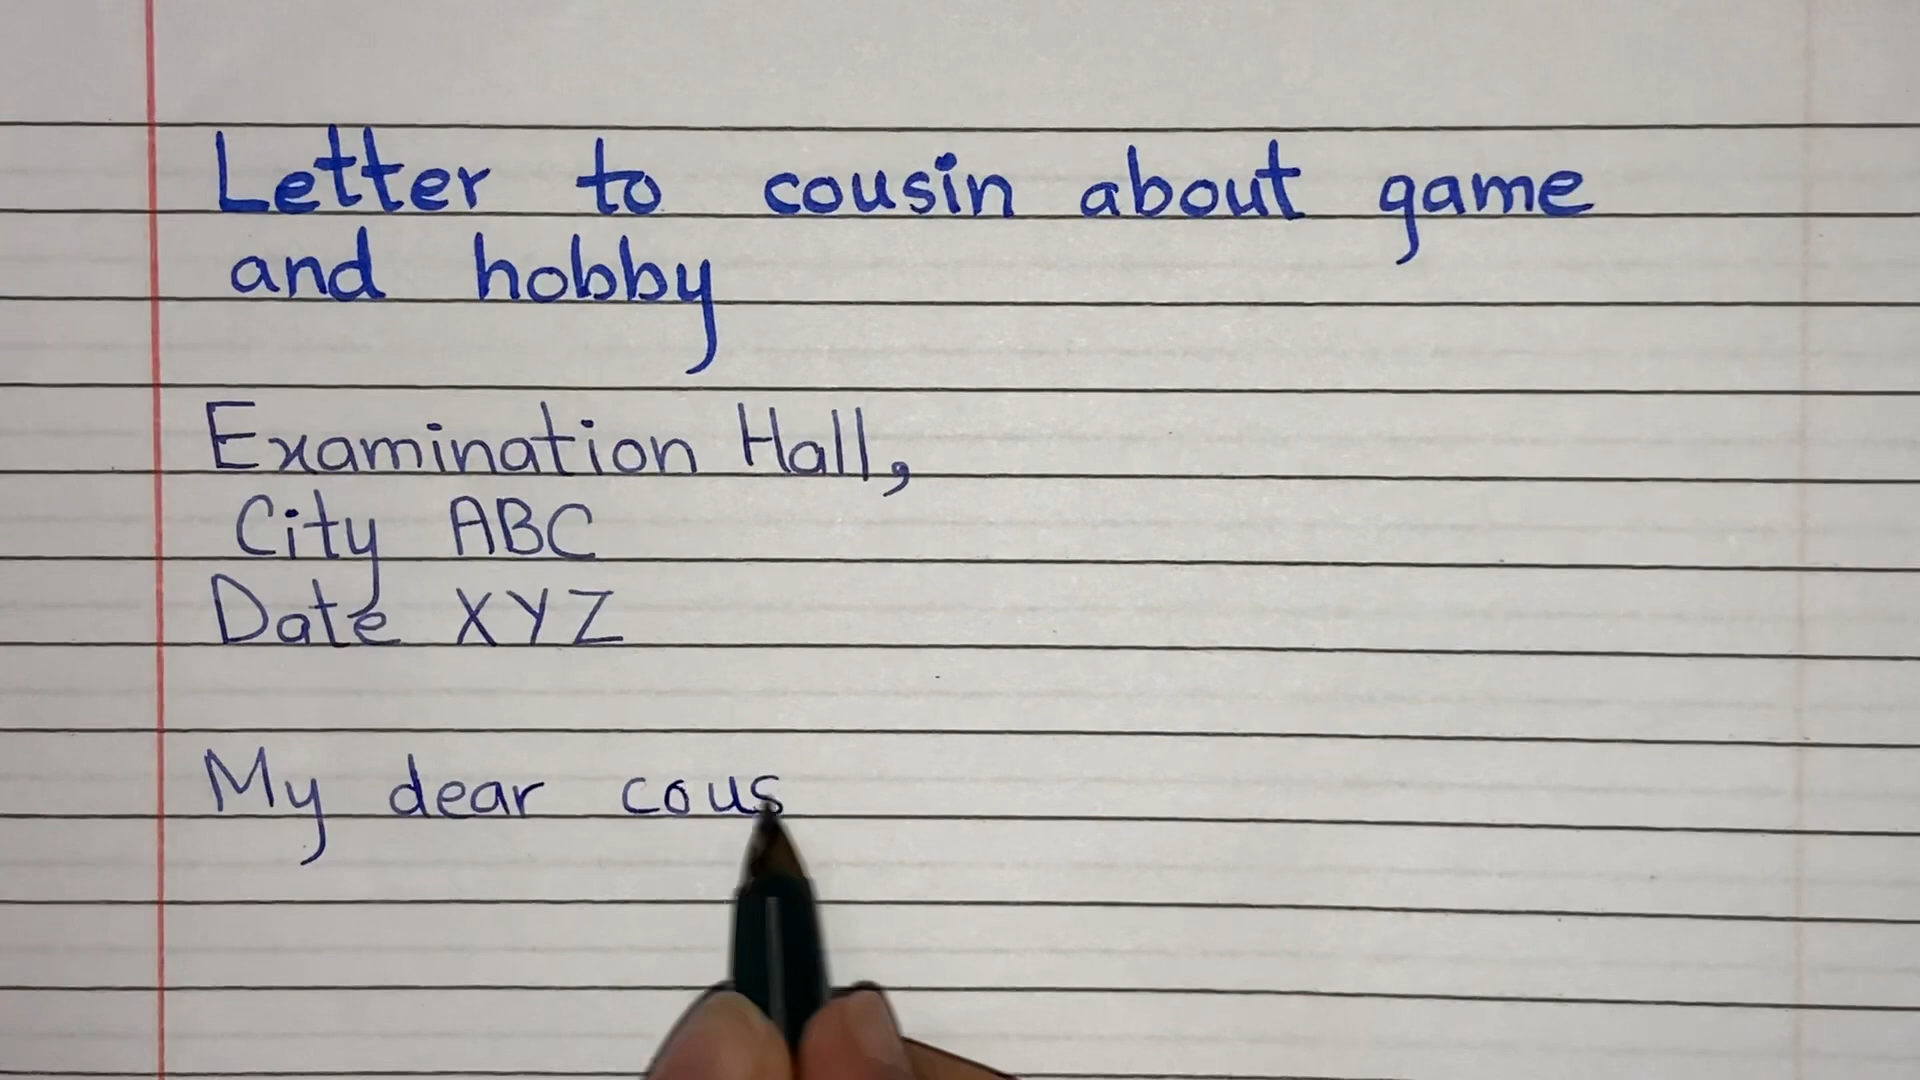 Letter to cousin about game
and hobby
Examination Hall,
City ABC
Date XYZ
My dear cous